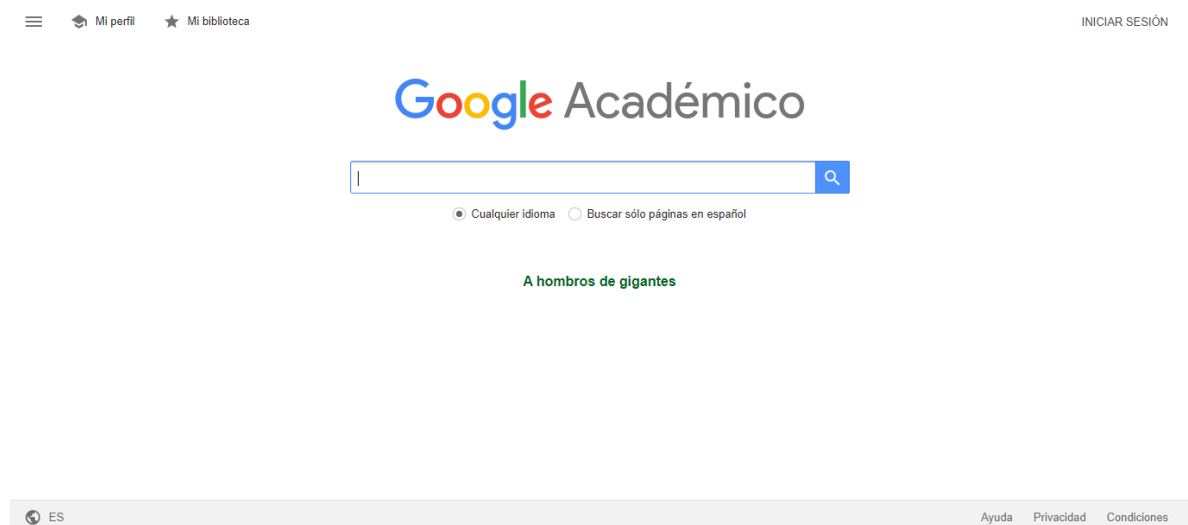 Mi perfil Mi biblioteca INICIAR SESIÓN
Google Académico
Cualquier idioma Buscar sólo páginas en español
A hombros de gigantes
ES Ayuda Privacidad Condiciones